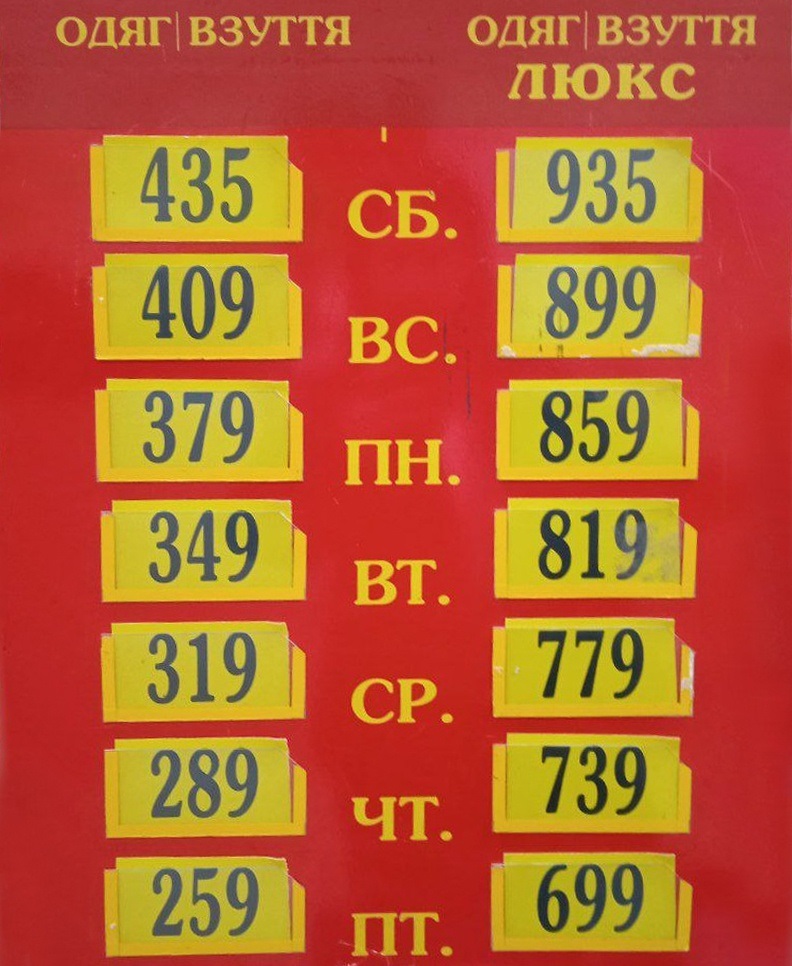 ОДЯГ|ВЗУТТЯ ОДЯГ|ВЗУТТЯ
ЛЮКС
435 СБ. 935
409 ВС. 899
379 ПН. 859
349 ВТ. 819
319 СР. 779
289 ЧТ. 739
259 ПТ. 699